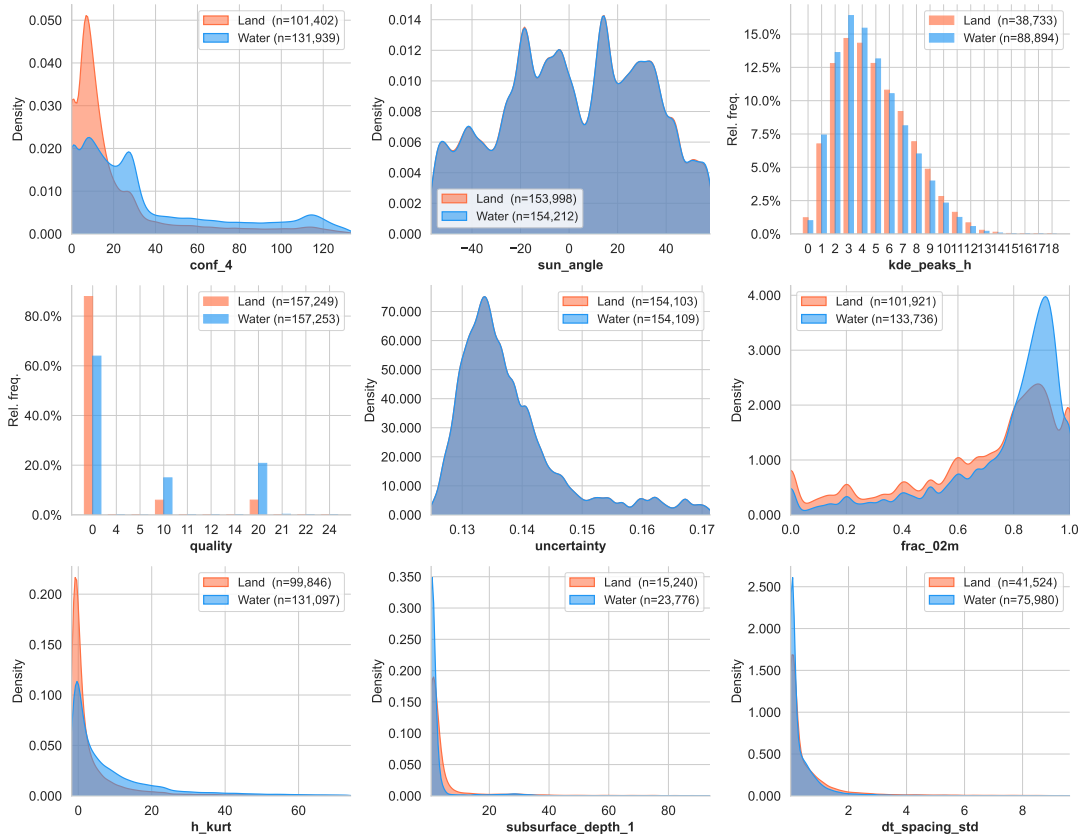 0.050
0.040
0.030
0.020
0.010
0.000
Density
0 20 40 60 80 100 120
conf_4
Land (n=101,402)
Water (n=131,939)
0.014
0.012
0.010
0.008
0.006
0.004
0.002
0.000
Density
−40 −20 0 20 40
sun_angle
Land (n=153,998)
Water (n=154,212)
15.0%
12.5%
10.0%
7.5%
5.0%
2.5%
0.0%
Rel. freq.
0 1 2 3 4 5 6 7 8 9 10 11 12 13 14 15 16 17 18
kde_peaks_h
Land (n=38,733)
Water (n=88,894)
80.0%
60.0%
40.0%
20.0%
0.0%
Rel. freq.
0 4 5 10 11 12 14 20 21 22 24
quality
Land (n=157,249)
Water (n=157,253)
70.000
60.000
50.000
40.000
30.000
20.000
10.000
0.000
Density
0.13 0.14 0.15 0.16 0.17
uncertainty
Land (n=154,103)
Water (n=154,109)
4.000
3.000
2.000
1.000
0.000
Density
0.0 0.2 0.4 0.6 0.8 1.0
frac_02m
Land (n=101,921)
Water (n=133,736)
0.200
0.150
0.100
0.050
0.000
Density
0 20 40 60
h_kurt
Land (n=99,846)
Water (n=131,097)
0.350
0.300
0.250
0.200
0.150
0.100
0.050
0.000
Density
20 40 60 80
subsurface_depth_1
Land (n=15,240)
Water (n=23,776)
2.500
2.000
1.500
1.000
0.500
0.000
Density
0 2 4 6 8
dt_spacing_std
Land (n=41,524)
Water (n=75,980)